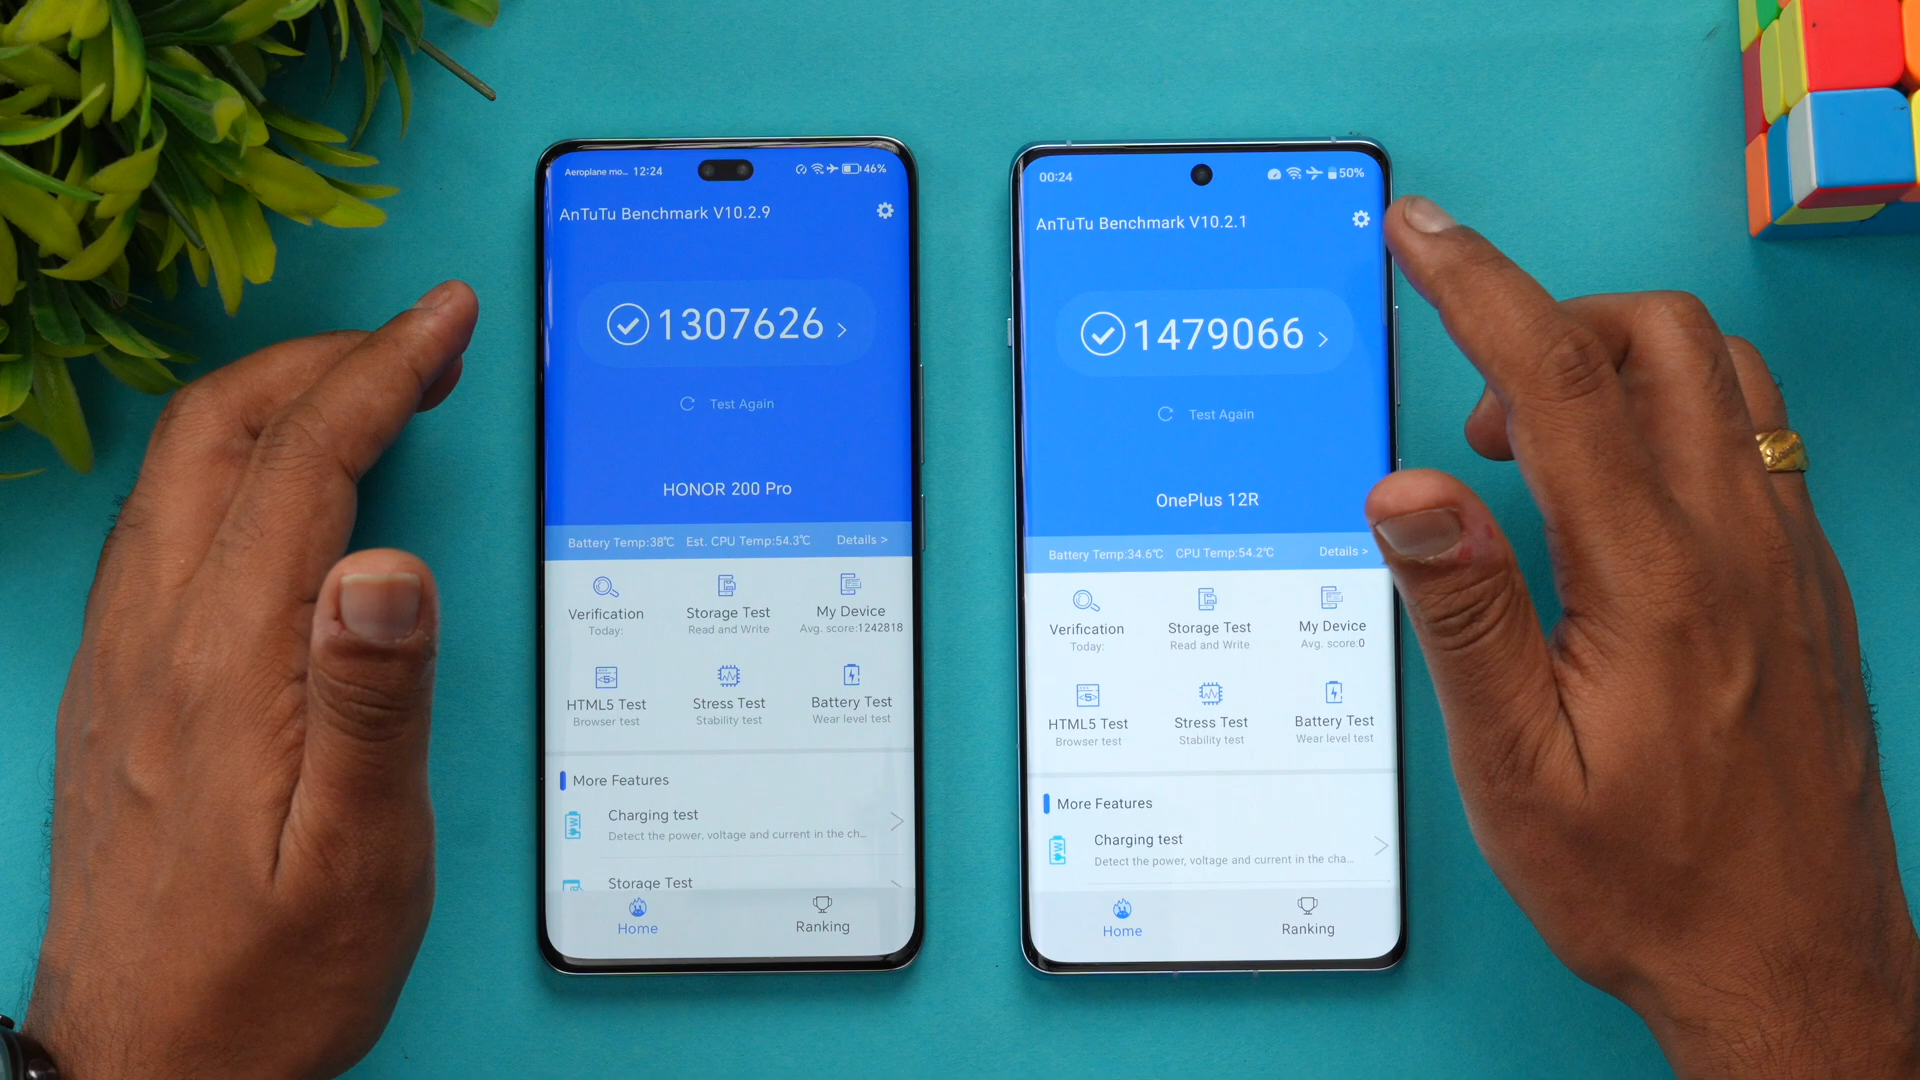 Aeroplane mo... 12:24
46%
AnTuTu Benchmark V10.2.9
1307626
Test Again
HONOR 200 Pro
Battery Temp:38℃ Est. CPU Temp:54.3℃ Details >
Verification
Today:
Storage Test
Read and Write
My Device
Avg. score:1242818
HTML5 Test
Browser test
Stress Test
Stability test
Battery Test
Wear level test
More Features
Charging test
Detect the power, voltage and current in the ch...
Storage Test
Home
Ranking
00:24
50%
AnTuTu Benchmark V10.2.1
1479066
Test Again
OnePlus 12R
Battery Temp:34.6℃ CPU Temp:54.2℃ Details >
Verification
Today:
Storage Test
Read and Write
My Device
Avg. score:0
HTML5 Test
Browser test
Stress Test
Stability test
Battery Test
Wear level test
More Features
Charging test
Detect the power, voltage and current in the cha...
Home
Ranking